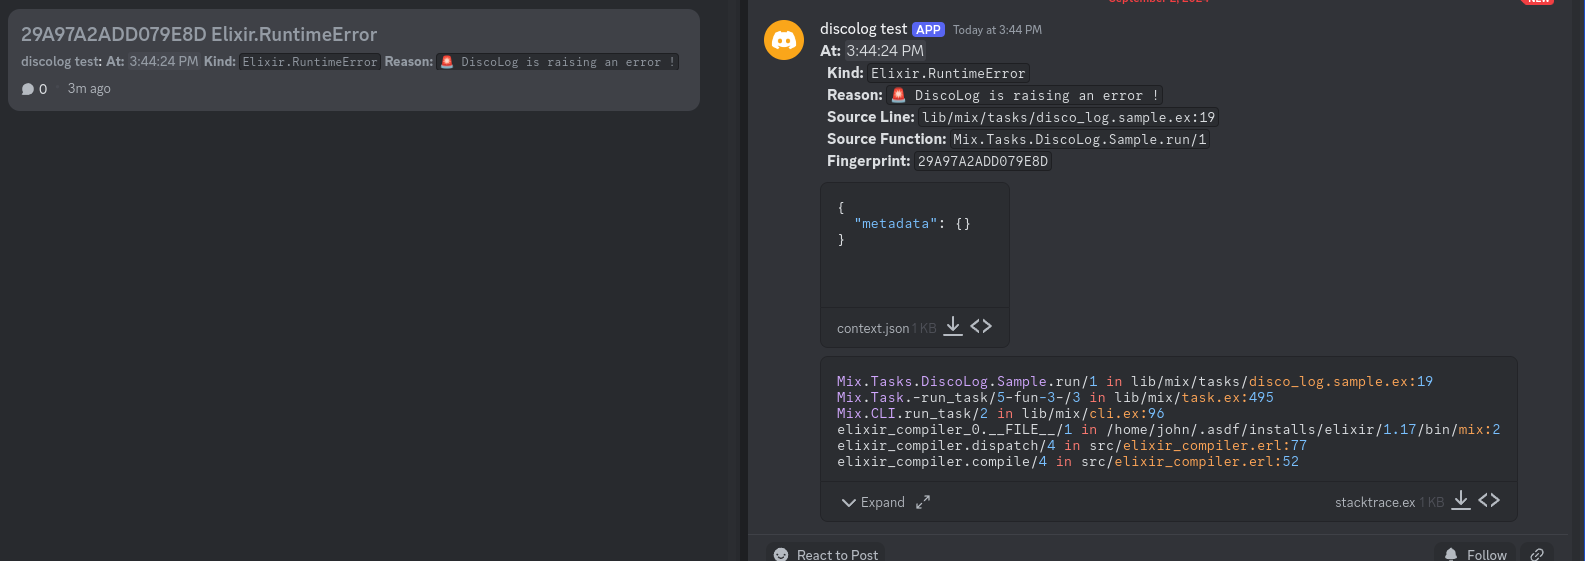 29A97A2ADD079E8D Elixir.RuntimeError
discolog test: At: 3:44:24 PM Kind: Elixir.RuntimeError Reason: 🚨 DiscoLog is raising an error !
0 · 3m ago
September 2, 2024 NEW
discolog test APP Today at 3:44 PM
At: 3:44:24 PM
Kind: Elixir.RuntimeError
Reason: 🚨 DiscoLog is raising an error !
Source Line: lib/mix/tasks/disco_log.sample.ex:19
Source Function: Mix.Tasks.DiscoLog.Sample.run/1
Fingerprint: 29A97A2ADD079E8D
{
"metadata": {}
}
context.json 1 KB
Mix.Tasks.DiscoLog.Sample.run/1 in lib/mix/tasks/disco_log.sample.ex:19
Mix.Task.-run_task/5-fun-3-/3 in lib/mix/task.ex:495
Mix.CLI.run_task/2 in lib/mix/cli.ex:96
elixir_compiler_0.__FILE__/1 in /home/john/.asdf/installs/elixir/1.17/bin/mix:2
elixir_compiler.dispatch/4 in src/elixir_compiler.erl:77
elixir_compiler.compile/4 in src/elixir_compiler.erl:52
Expand
stacktrace.ex 1 KB
React to Post
Follow